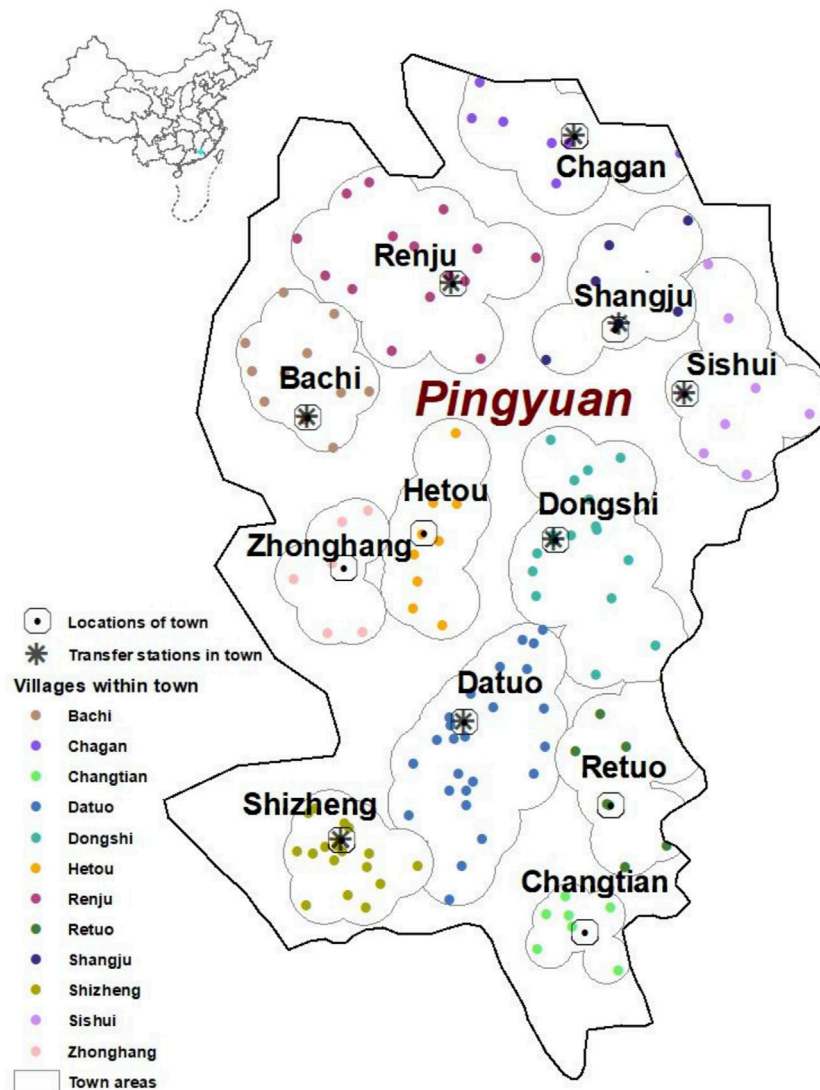 Chagan
Renju
Shangju
Sishui
Bachi
Pingyuan
Hetou
Dongshi
Zhonghang
Datuo
Retuo
Shizheng
Changtian
Locations of town
Transfer stations in town
Villages within town
Bachi
Chagan
Changtian
Datuo
Dongshi
Hetou
Renju
Retuo
Shangju
Shizheng
Sishui
Zhonghang
Town areas